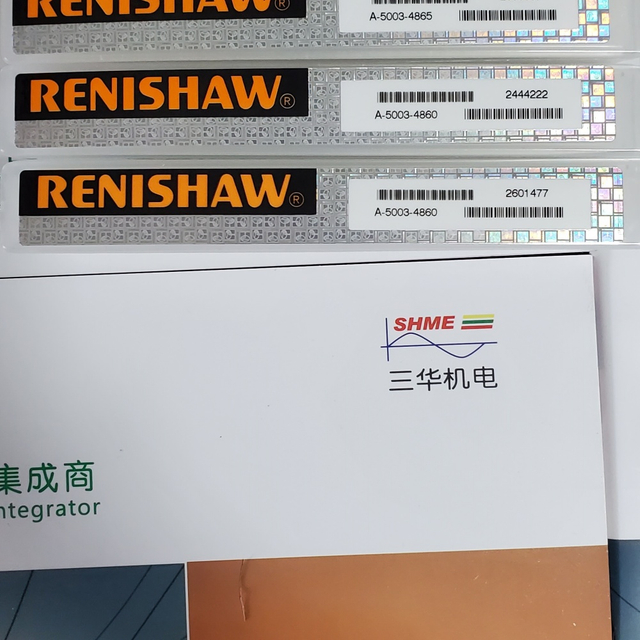 RENISHAW
A-5003-4865
RENISHAW®
2444222
A-5003-4860
RENISHAW®
2601477
A-5003-4860
SHME
三华机电
集成商
ntegrator